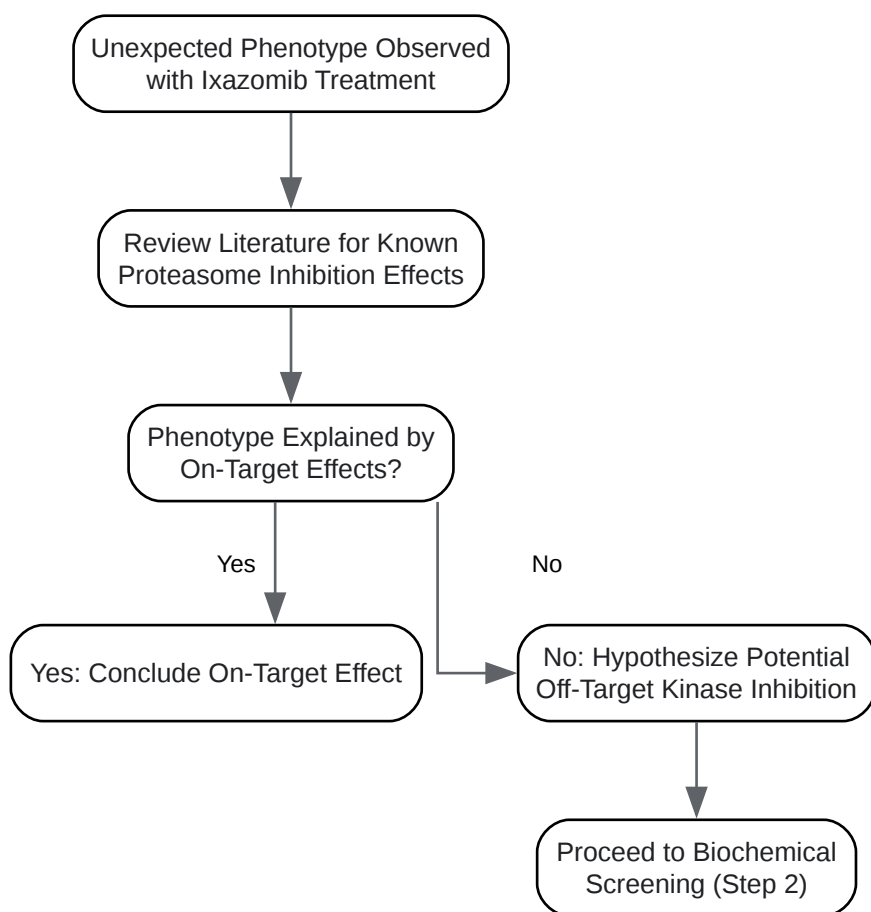 Unexpected Phenotype Observed
with Ixazomib Treatment
Review Literature for Known
Proteasome Inhibition Effects
Phenotype Explained by
On-Target Effects?
Yes
No
Yes: Conclude On-Target Effect
No: Hypothesize Potential
Off-Target Kinase Inhibition
Proceed to Biochemical
Screening (Step 2)